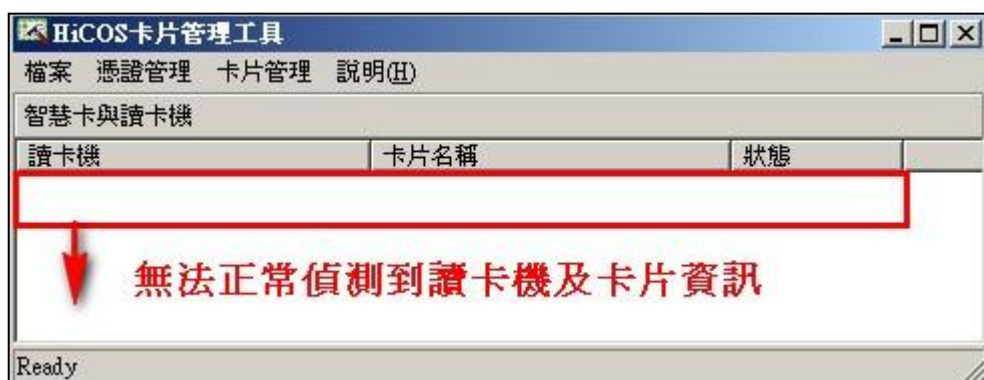 HiCOS卡片管理工具
檔案 憑證管理 卡片管理 說明(H)
智慧卡與讀卡機
讀卡機 卡片名稱 狀態
無法正常偵測到讀卡機及卡片資訊
Ready